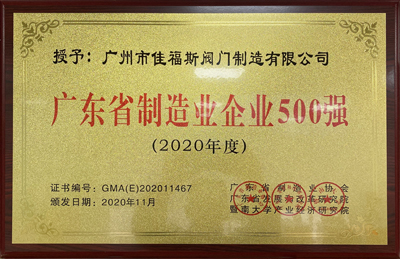 授予：广州市佳福斯阀门制造有限公司
广东省制造业企业500强
(2020年度)
证书编号：GMA(E)202011467
颁发日期：2020年11月
广东省制造业协会
广东省发展和改革研究院
暨南大学产业经济研究院